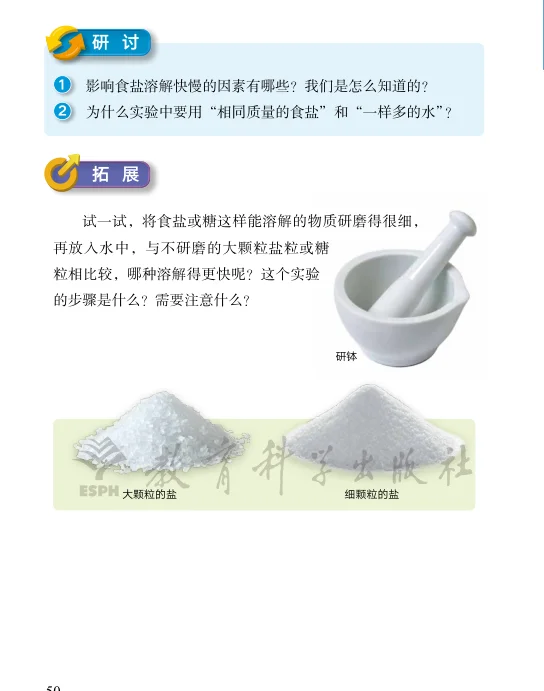 研 讨
1 影响食盐溶解快慢的因素有哪些？我们是怎么知道的？
2 为什么实验中要用“相同质量的食盐”和“一样多的水”？
拓 展
试一试，将食盐或糖这样能溶解的物质研磨得很细，
再放入水中，与不研磨的大颗粒盐粒或糖
粒相比较，哪种溶解得更快呢？这个实验
的步骤是什么？需要注意什么？
研钵
教育科学出版社
ESPH
大颗粒的盐
细颗粒的盐